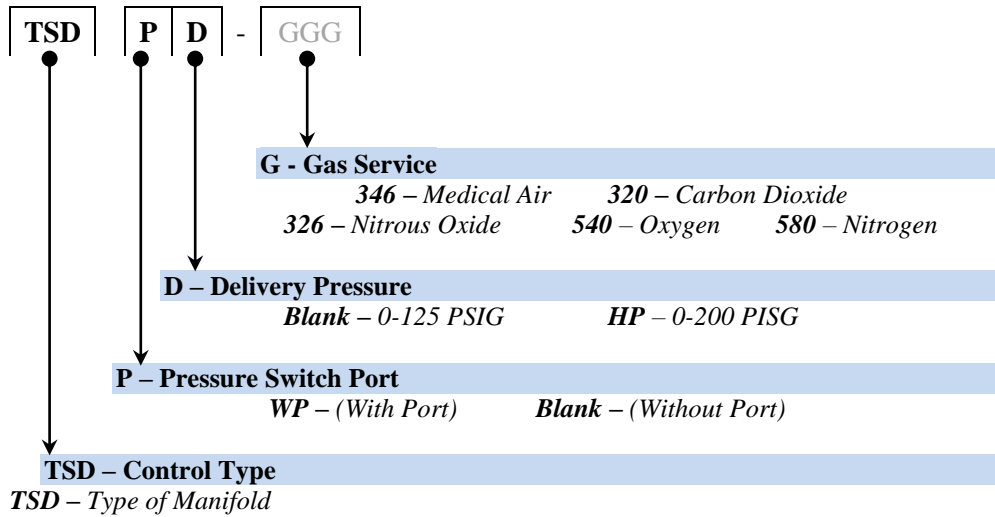 TSD P D - GGG
G - Gas Service
346 – Medical Air 320 – Carbon Dioxide
326 – Nitrous Oxide 540 – Oxygen 580 – Nitrogen
D – Delivery Pressure
Blank – 0-125 PSIG HP – 0-200 PISG
P – Pressure Switch Port
WP – (With Port) Blank – (Without Port)
TSD – Control Type
TSD – Type of Manifold